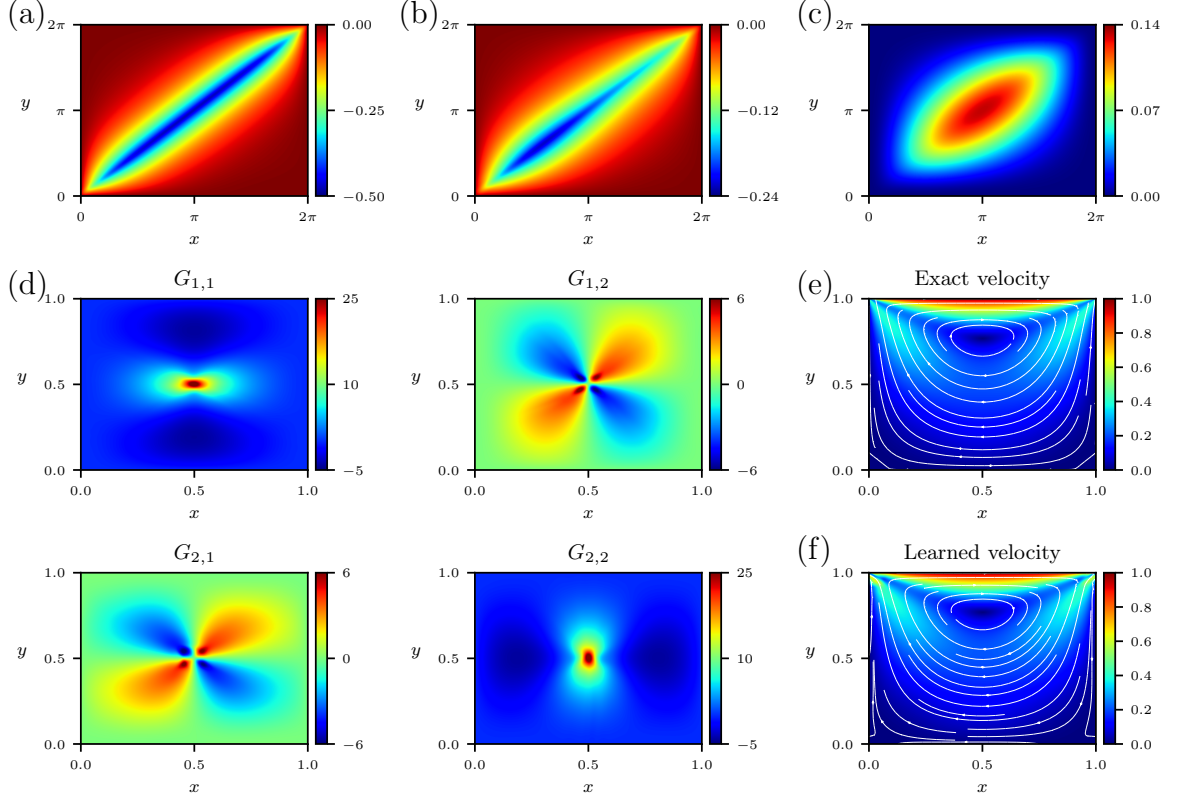 (a)
2π
π
0
y
0
π
2π
x
0.00
−0.25
−0.50
(b)
2π
π
0
y
0
π
2π
x
0.00
−0.12
−0.24
(c)
2π
π
0
y
0
π
2π
x
0.14
0.07
0.00
(d)
G1,1
1.0
0.5
0.0
y
0.0
0.5
1.0
x
25
10
−5
G1,2
1.0
0.5
0.0
y
0.0
0.5
1.0
x
6
0
−6
(e)
Exact velocity
1.0
0.5
0.0
y
0.0
0.5
1.0
x
1.0
0.8
0.6
0.4
0.2
0.0
G2,1
1.0
0.5
0.0
y
0.0
0.5
1.0
x
6
0
−6
G2,2
1.0
0.5
0.0
y
0.0
0.5
1.0
x
25
10
−5
(f)
Learned velocity
1.0
0.5
0.0
y
0.0
0.5
1.0
x
1.0
0.8
0.6
0.4
0.2
0.0